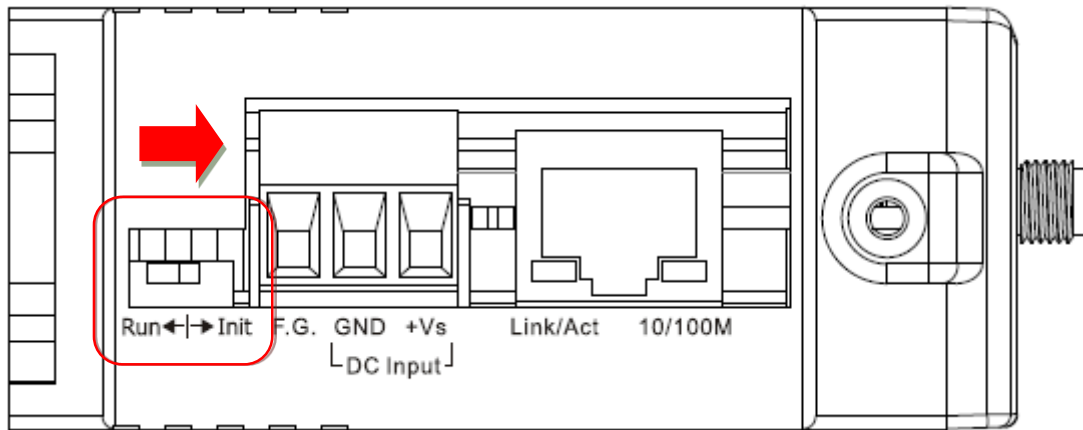 Run←|→Init F.G. GND +Vs Link/Act 10/100M
DC Input